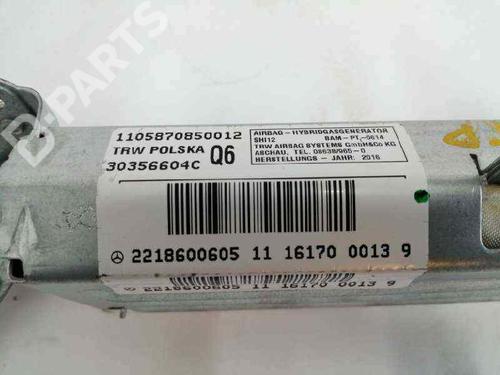 1105870850012
TRW POLSKA Q6
30356604C
AIRBAG-HYBRIDGASGENERATOR
SHI12 BAM-PT.-0614
TRW AIRBAG SYSTEMS GmbH&Co KG
ASCHAU. TEL. 08638/965-0
HERSTELLUNGS - JAHR: 2016
2218600605 11 16170 0013 9
2218600605 11 16170 0013 9
B-PARTS